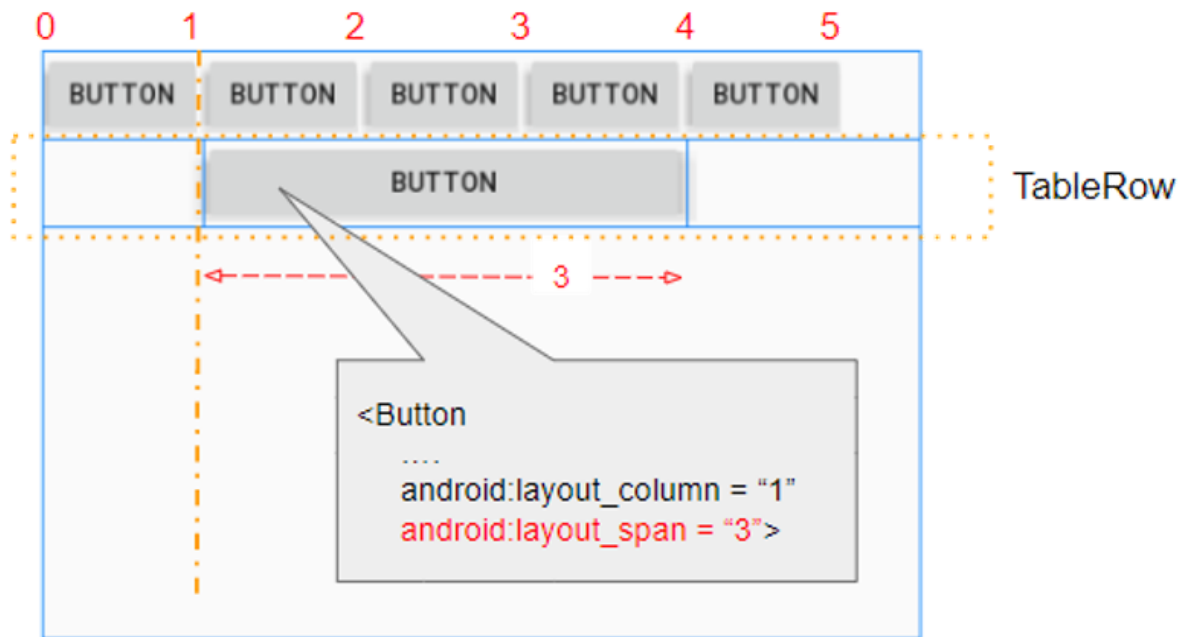 0 1 2 3 4 5
BUTTON BUTTON BUTTON BUTTON BUTTON
BUTTON
TableRow
3
<Button
....
android:layout_column = “1”
android:layout_span = “3”>